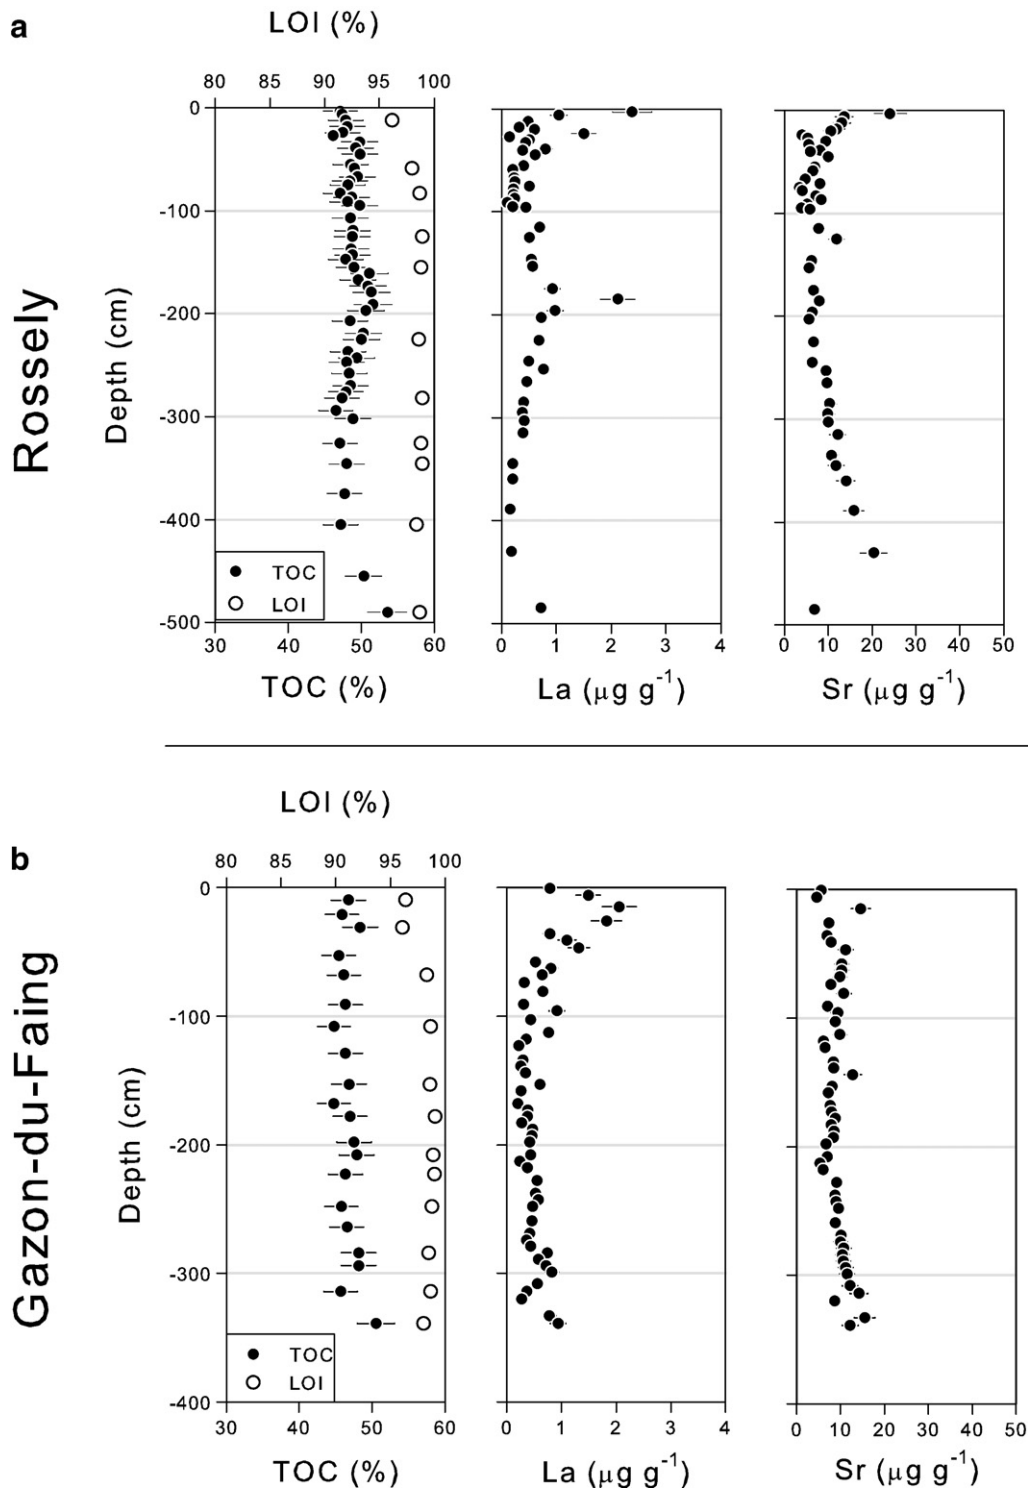 a
LOI (%)
80 85 90 95 100
Rossely
Depth (cm)
0
-100
-200
-300
-400
-500
TOC
LOI
30 40 50 60
0 1 2 3 4
0 10 20 30 40 50
TOC (%)
La (μg g⁻¹)
Sr (μg g⁻¹)
b
LOI (%)
80 85 90 95 100
Gazon-du-Faing
Depth (cm)
0
-100
-200
-300
-400
TOC
LOI
30 40 50 60
0 1 2 3 4
0 10 20 30 40 50
TOC (%)
La (μg g⁻¹)
Sr (μg g⁻¹)